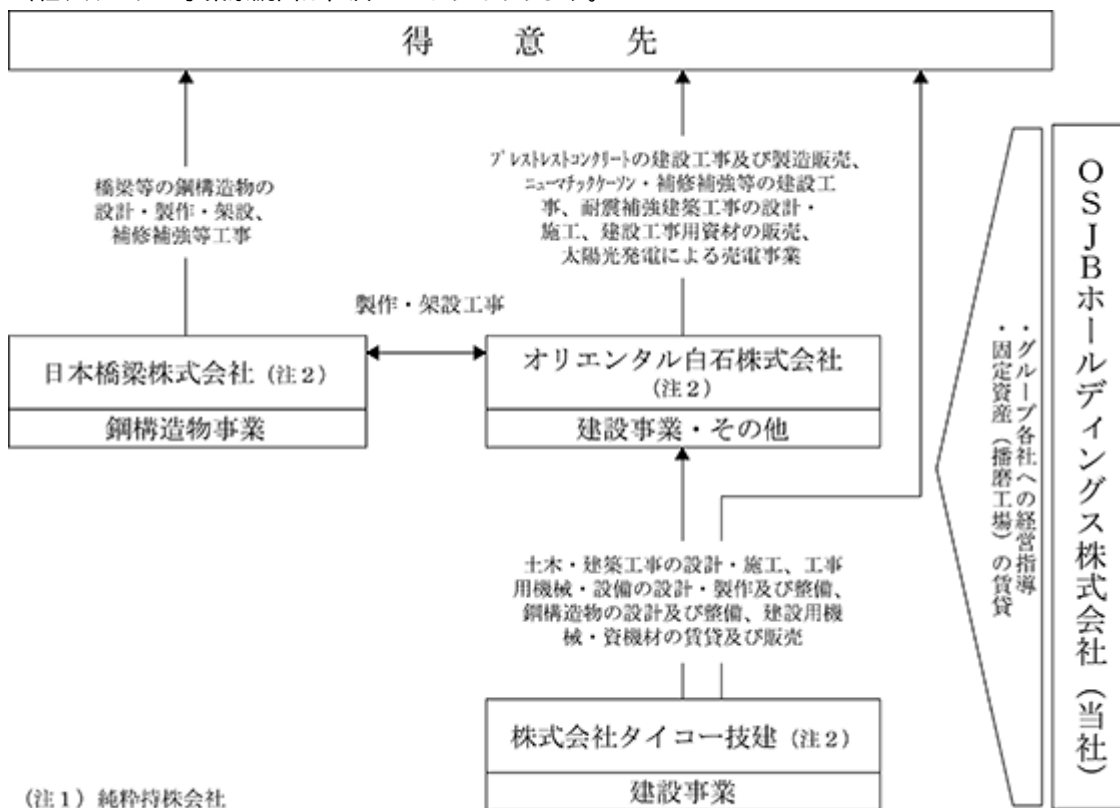 得意先
橋梁等の鋼構造物の
設計・製作・架設、
補修補強等工事
プレストレストコンクリートの建設工事及び製造販売、
ニューマチックケーソン・補修補強等の建設工
事、耐震補強建築工事の設計・
施工、建設工事用資材の販売、
太陽光発電による売電事業
製作・架設工事
日本橋梁株式会社（注２）
鋼構造物事業
オリエンタル白石株式会社
（注２）
建設事業・その他
土木・建築工事の設計・施工、工事
用機械・設備の設計・製作及び整備、
鋼構造物の設計及び整備、建設用機
械・資機材の賃貸及び販売
株式会社タイコー技建（注２）
建設事業
・グループ各社への経営指導
・固定資産（播磨工場）の賃貸
ＯＳＪＢホールディングス株式会社（当社）
（注１）純粋持株会社